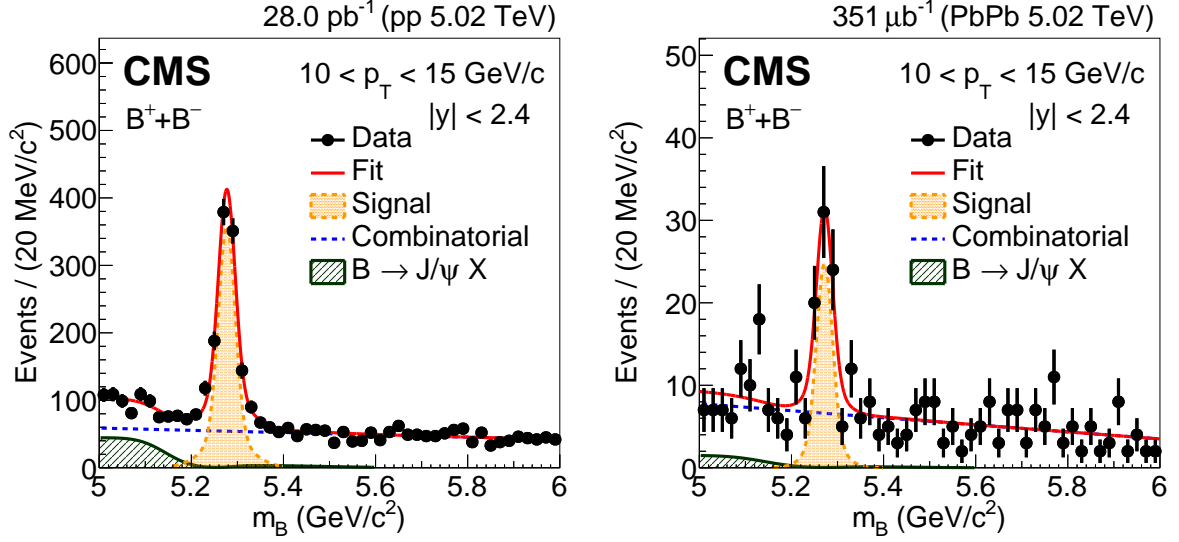 28.0 pb⁻¹ (pp 5.02 TeV)
CMS
10 < p_T < 15 GeV/c
B⁺+B⁻
|y| < 2.4
Data
Fit
Signal
Combinatorial
B → J/ψ X
Events / (20 MeV/c²)
600
500
400
300
200
100
0
5 5.2 5.4 5.6 5.8 6
m_B (GeV/c²)
351 μb⁻¹ (PbPb 5.02 TeV)
CMS
10 < p_T < 15 GeV/c
B⁺+B⁻
|y| < 2.4
Data
Fit
Signal
Combinatorial
B → J/ψ X
Events / (20 MeV/c²)
50
40
30
20
10
0
5 5.2 5.4 5.6 5.8 6
m_B (GeV/c²)